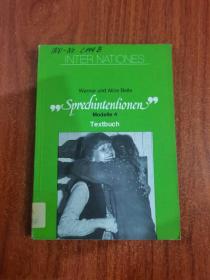 INTER NATIONES
Werner und Alice Beile
"Sprechintentionen"
Modelle 4
Textbuch